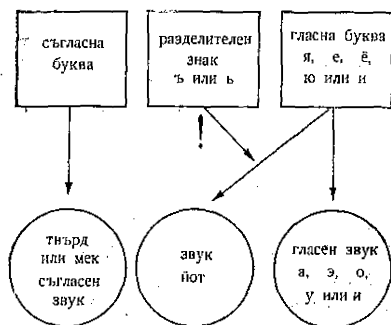 съгласна
буква
разделителен
знак
ъ или ь
гласна буква
я, е, ё,
ю или и
!
твърд
или мек
съгласен
звук
звук
йот
гласен звук
а, э, о,
у или и